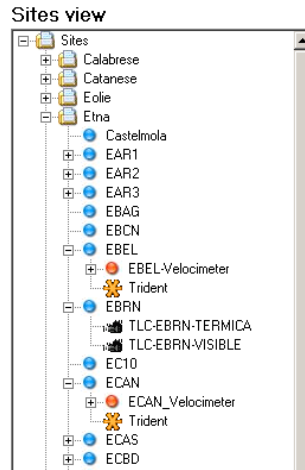 Sites view
Sites
Calabrese
Catanese
Eolie
Etna
Castelmola
EAR1
EAR2
EAR3
EBAG
EBCN
EBEL
EBEL-Velocimeter
Trident
EBRN
TLC-EBRN-TERMICA
TLC-EBRN-VISIBLE
EC10
ECAN
ECAN_Velocimeter
Trident
ECAS
ECBD